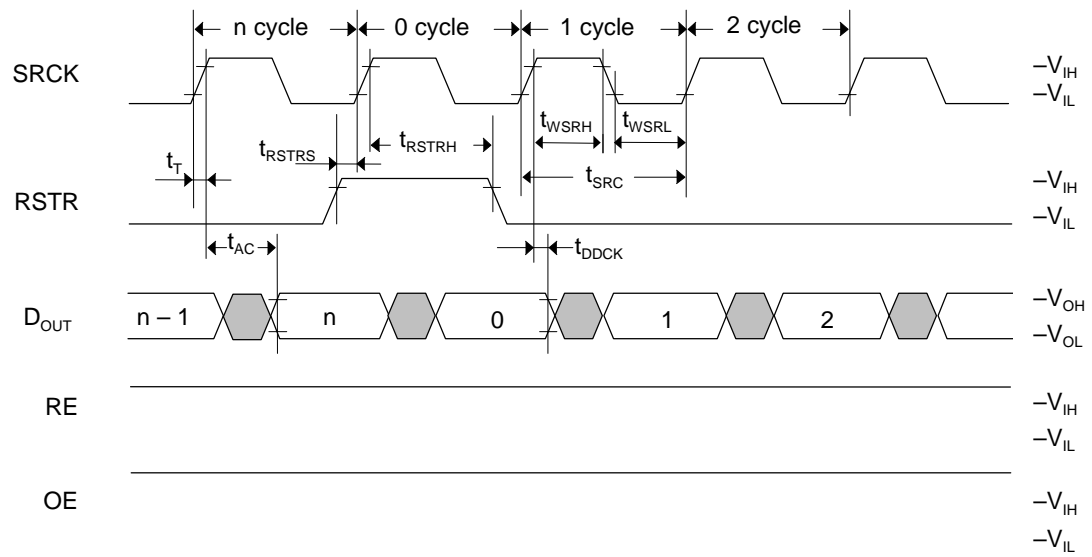 n cycle 0 cycle 1 cycle 2 cycle
SRCK
–VIH
–VIL
tWSRH tWSRL
tRSTRS tRSTRH
tT
tSRC
RSTR
–VIH
–VIL
tAC
tDDCK
DOUT
n – 1 n 0 1 2
–VOH
–VOL
RE
–VIH
–VIL
OE
–VIH
–VIL